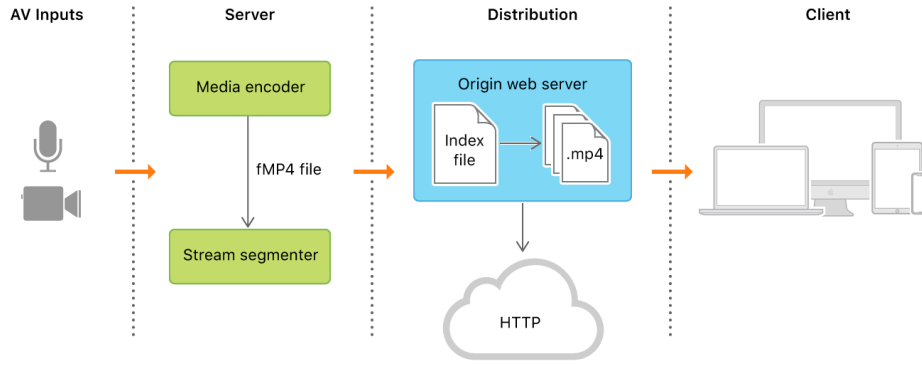 AV Inputs
Server
Distribution
Client
Media encoder
fMP4 file
Stream segmenter
Origin web server
Index
file
.mp4
HTTP